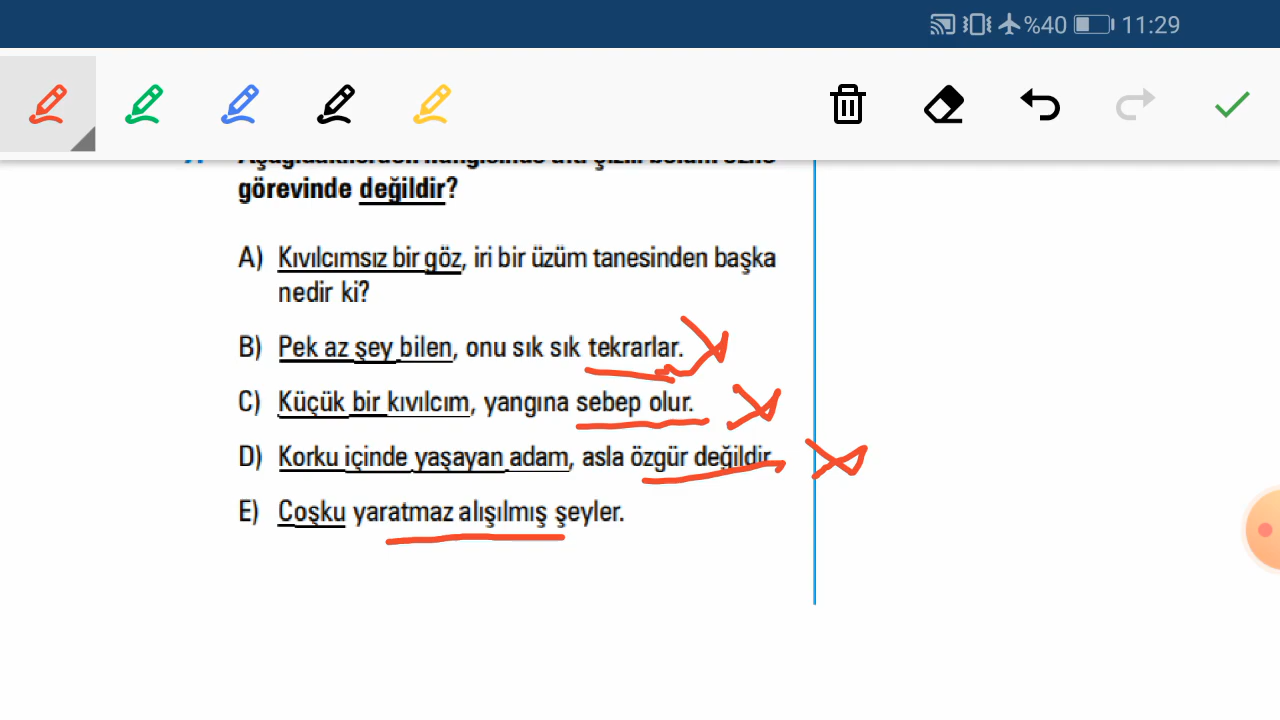 %40 11:29
görevinde değildir?
A) Kıvılcımsız bir göz, iri bir üzüm tanesinden başka
nedir ki?
B) Pek az şey bilen, onu sık sık tekrarlar.
C) Küçük bir kıvılcım, yangına sebep olur.
D) Korku içinde yaşayan adam, asla özgür değildir.
E) Coşku yaratmaz alışılmış şeyler.